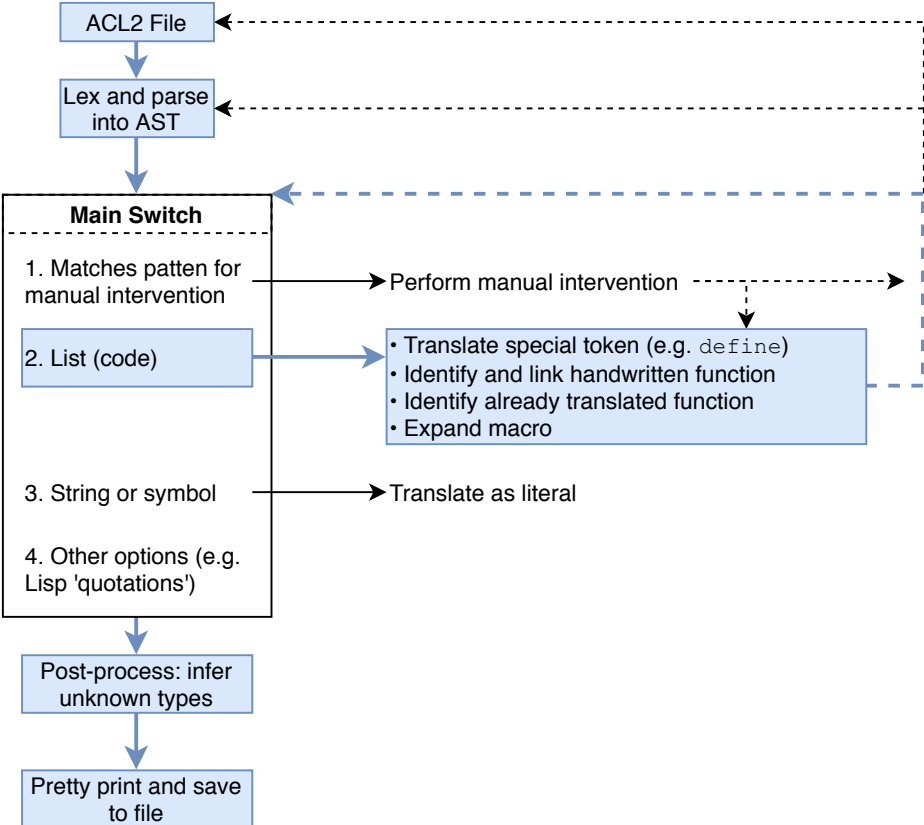 ACL2 File
Lex and parse
into AST
Main Switch
1. Matches patten for
manual intervention
Perform manual intervention
2. List (code)
• Translate special token (e.g. define)
• Identify and link handwritten function
• Identify already translated function
• Expand macro
3. String or symbol
Translate as literal
4. Other options (e.g.
Lisp 'quotations')
Post-process: infer
unknown types
Pretty print and save
to file